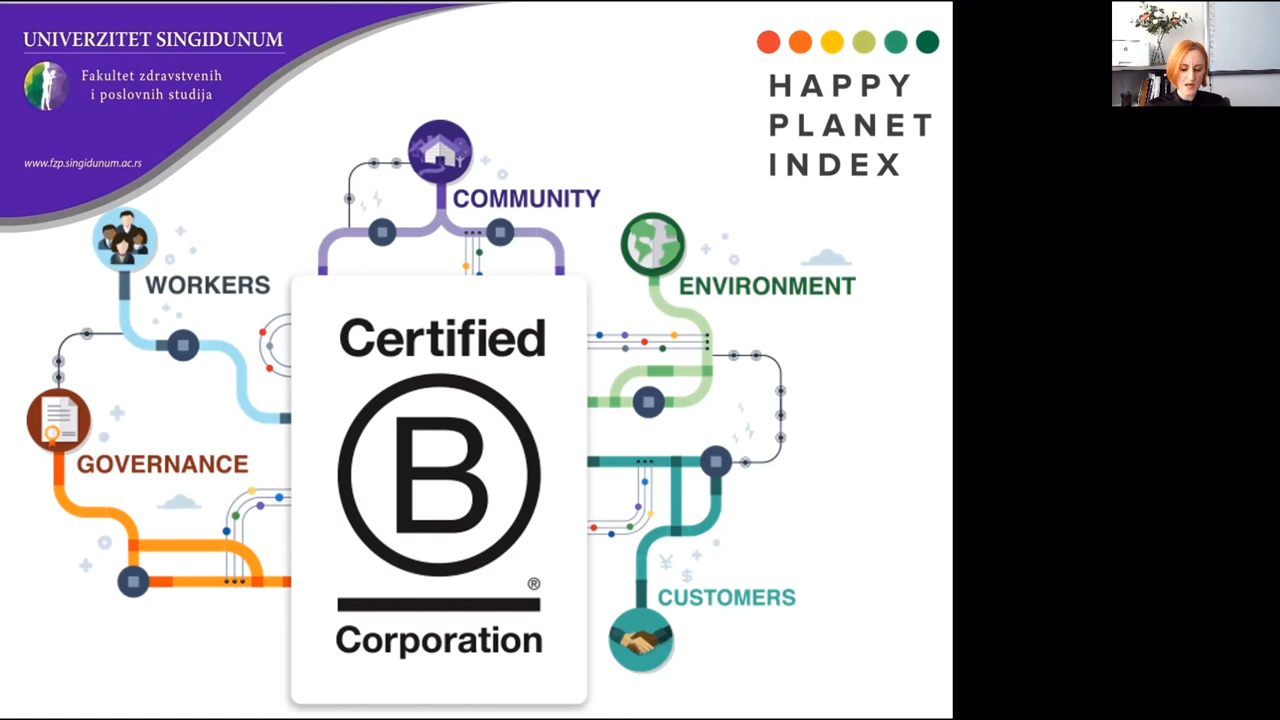 UNIVERZITET SINGIDUNUM
Fakultet zdravstvenih
i poslovnih studija
www.fzp.singidunum.ac.rs
HAPPY
PLANET
INDEX
COMMUNITY
WORKERS
ENVIRONMENT
GOVERNANCE
CUSTOMERS
Certified
B
®
Corporation
¥
$